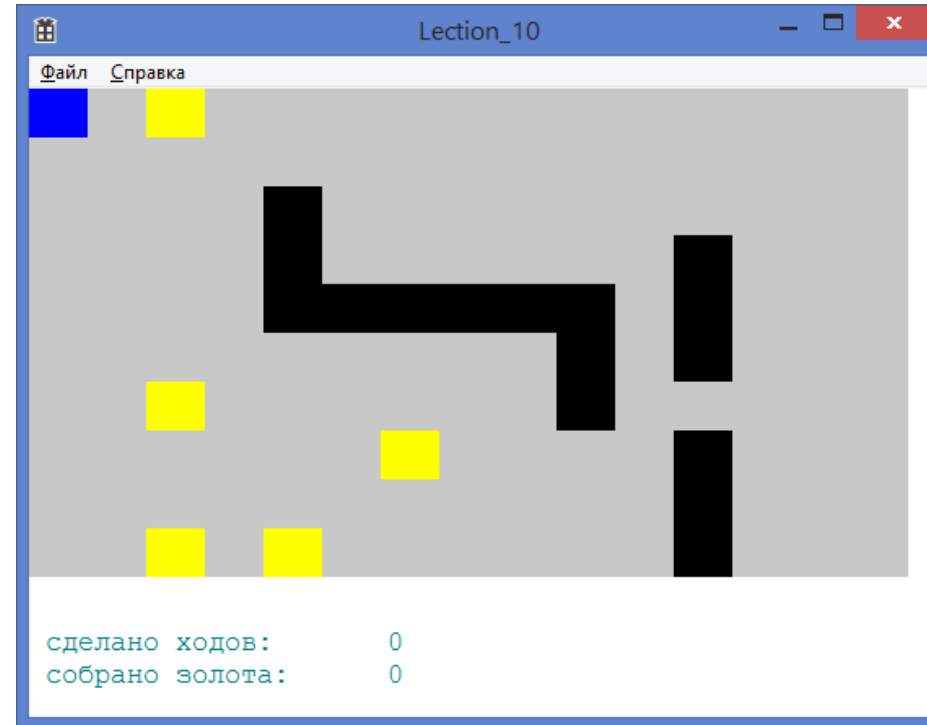 Lection_10
Файл Справка
сделано ходов: 0
собрано золота: 0